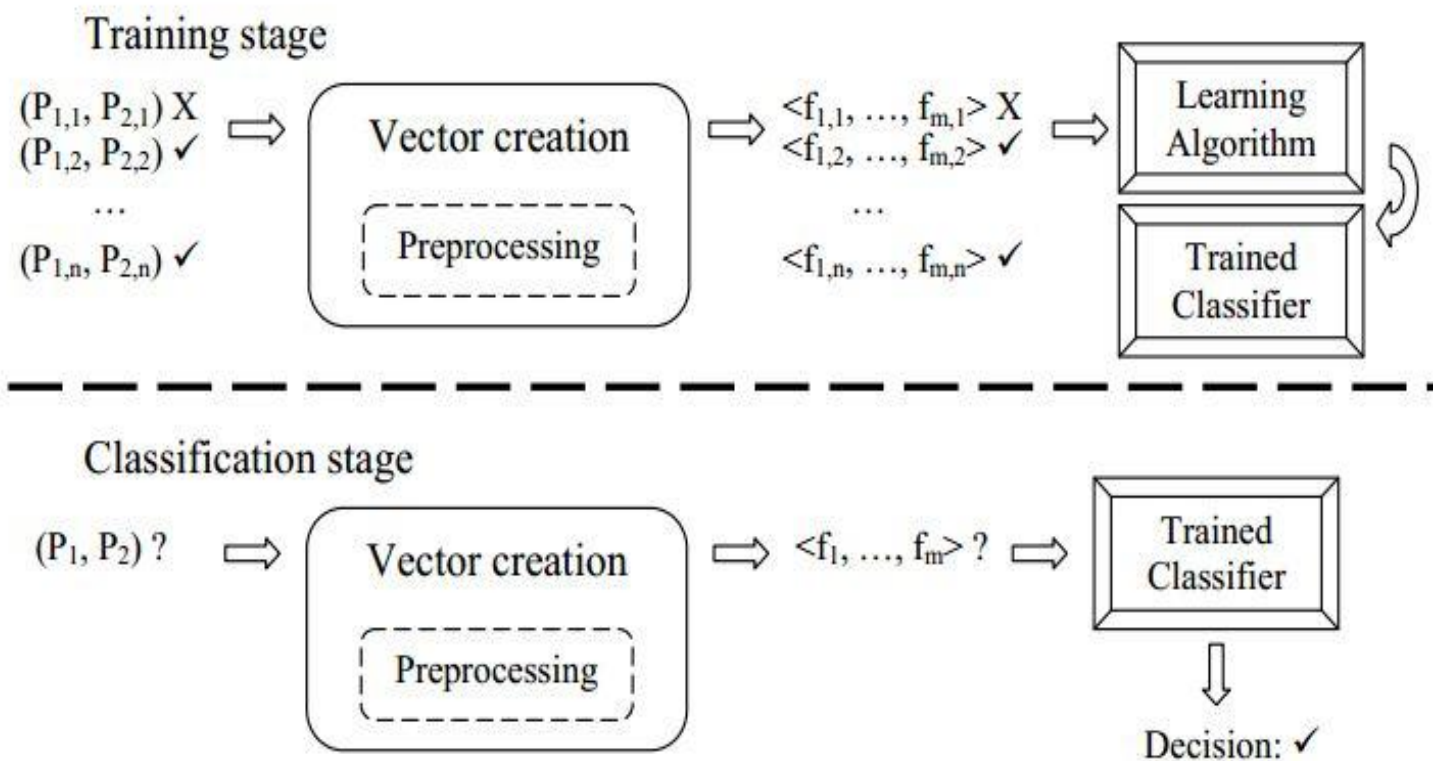 Training stage
(P1,1, P2,1) X
(P1,2, P2,2) ✓
…
(P1,n, P2,n) ✓
Vector creation
Preprocessing
<f1,1, …, fm,1> X
<f1,2, …, fm,2> ✓
…
<f1,n, …, fm,n> ✓
Learning
Algorithm
Trained
Classifier
Classification stage
(P1, P2) ?
Vector creation
Preprocessing
<f1, …, fm> ?
Trained
Classifier
Decision: ✓